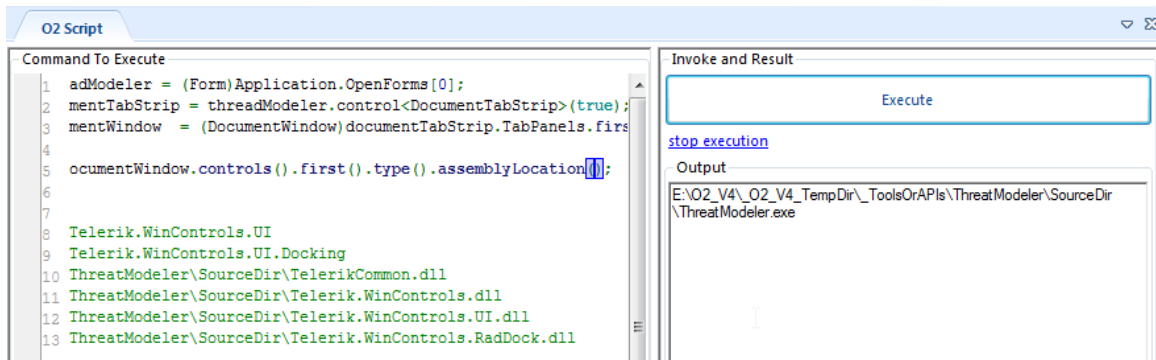 O2 Script
Command To Execute
1 adModeler = (Form)Application.OpenForms[0];
2 mentTabStrip = threadModeler.control<DocumentTabStrip>(true);
3 mentWindow  = (DocumentWindow)documentTabStrip.TabPanels.firs
4
5 ocumentWindow.controls().first().type().assemblyLocation();
6
7
8 Telerik.WinControls.UI
9 Telerik.WinControls.UI.Docking
10 ThreatModeler\SourceDir\TelerikCommon.dll
11 ThreatModeler\SourceDir\Telerik.WinControls.dll
12 ThreatModeler\SourceDir\Telerik.WinControls.UI.dll
13 ThreatModeler\SourceDir\Telerik.WinControls.RadDock.dll
Invoke and Result
Execute
stop execution
Output
E:\O2_V4\_O2_V4_TempDir\_ToolsOrAPIs\ThreatModeler\SourceDir
\ThreatModeler.exe